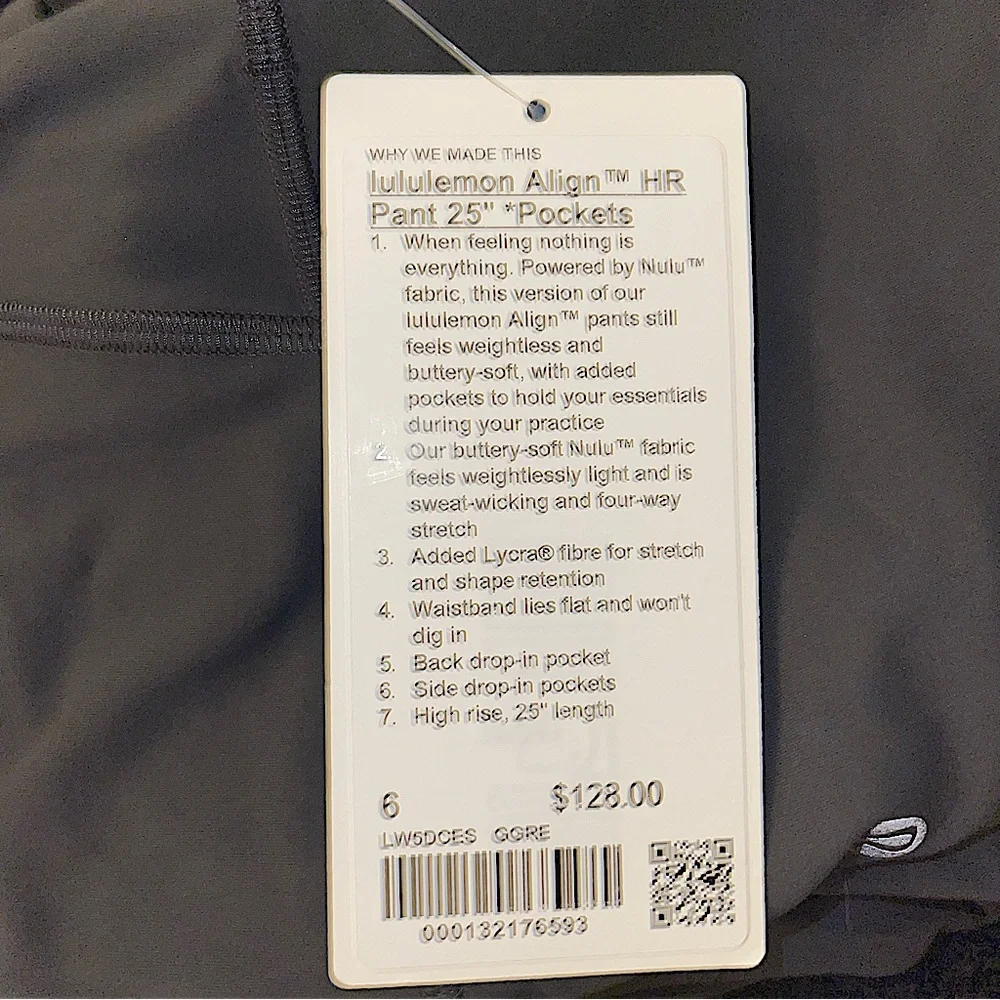 WHY WE MADE THIS
lululemon Align™ HR
Pant 25" *Pockets
1. When feeling nothing is
everything. Powered by Nulu™
fabric, this version of our
lululemon Align™ pants still
feels weightless and
buttery-soft, with added
pockets to hold your essentials
during your practice
2. Our buttery-soft Nulu™ fabric
feels weightlessly light and is
sweat-wicking and four-way
stretch
3. Added Lycra® fibre for stretch
and shape retention
4. Waistband lies flat and won't
dig in
5. Back drop-in pocket
6. Side drop-in pockets
7. High rise, 25" length
6 $128.00
LW5DCES GGRE
000132176593